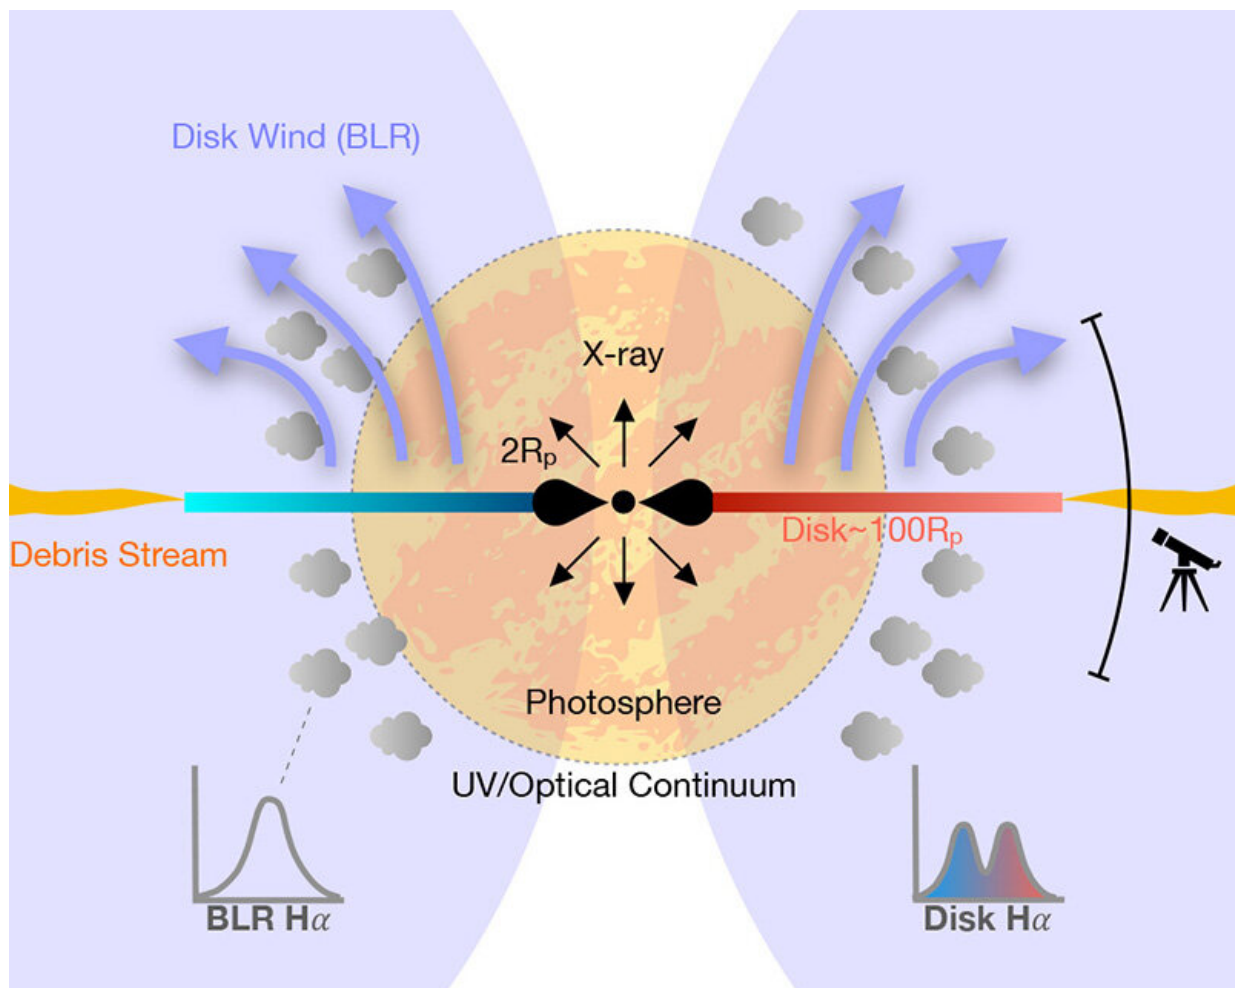 Disk Wind (BLR)
X-ray
2Rₚ
Disk~100Rₚ
Debris Stream
Photosphere
UV/Optical Continuum
BLR Hα
Disk Hα